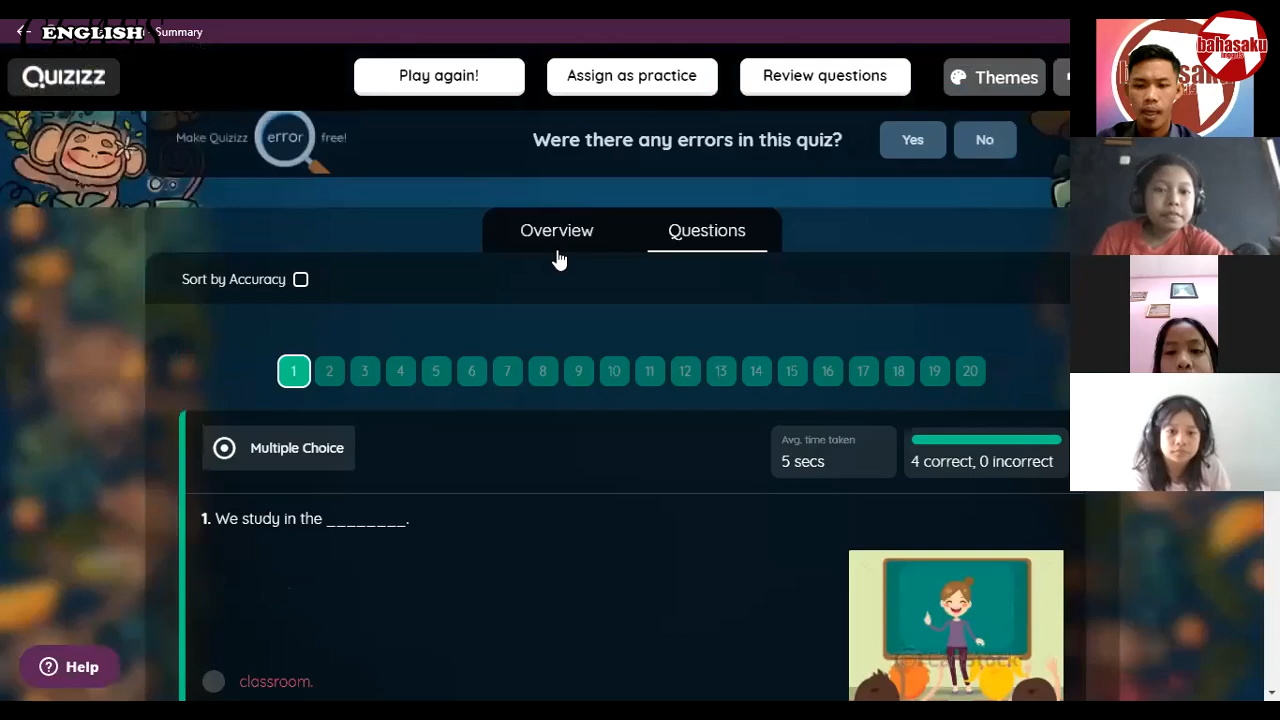 ENGLISH
Summary
Quizizz
Play again!
Assign as practice
Review questions
Themes
bahasaku
inggris
Make Quizizz error free!
Were there any errors in this quiz?
Yes
No
Overview
Questions
Sort by Accuracy
1 2 3 4 5 6 7 8 9 10 11 12 13 14 15 16 17 18 19 20
Multiple Choice
Avg. time taken
5 secs
4 correct, 0 incorrect
1. We study in the ________.
classroom.
Help